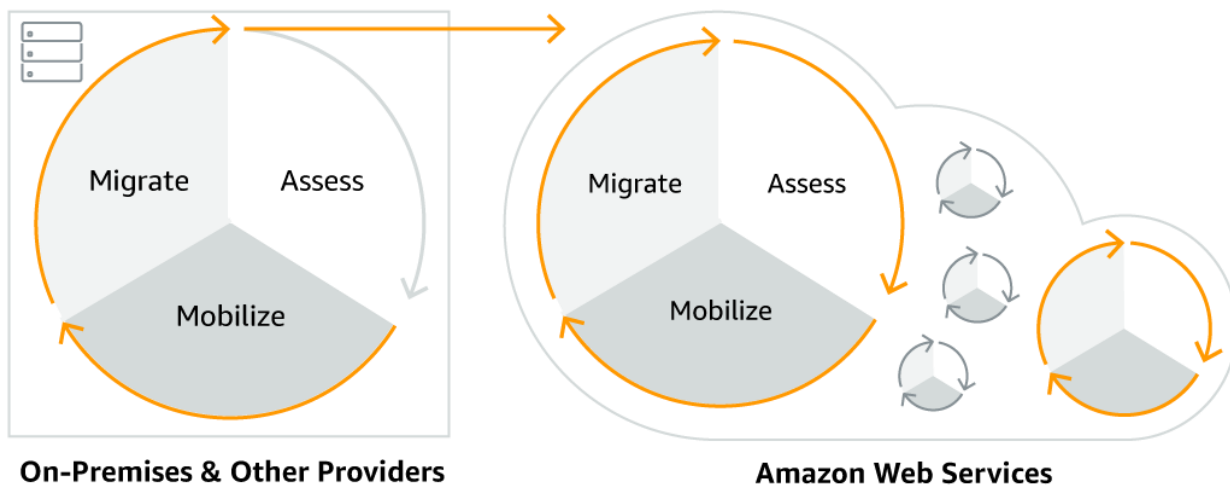 Migrate
Assess
Mobilize
On-Premises & Other Providers
Migrate
Assess
Mobilize
Amazon Web Services